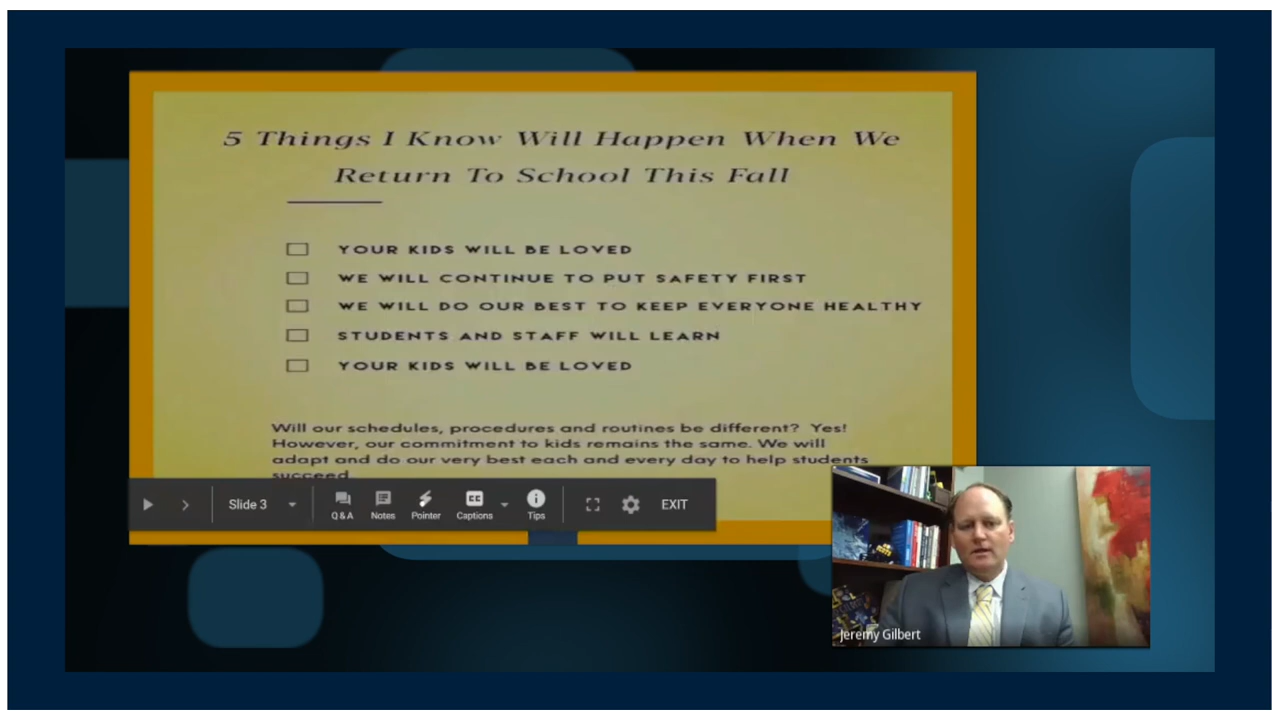 5 Things I Know Will Happen When We
Return To School This Fall
YOUR KIDS WILL BE LOVED
WE WILL CONTINUE TO PUT SAFETY FIRST
WE WILL DO OUR BEST TO KEEP EVERYONE HEALTHY
STUDENTS AND STAFF WILL LEARN
YOUR KIDS WILL BE LOVED
Will our schedules, procedures and routines be different? Yes!
However, our commitment to kids remains the same. We will
adapt and do our very best each and every day to help students
succeed.
Slide 3
Q&A
Notes
Pointer
CC
Captions
Tips
EXIT
Jeremy Gilbert